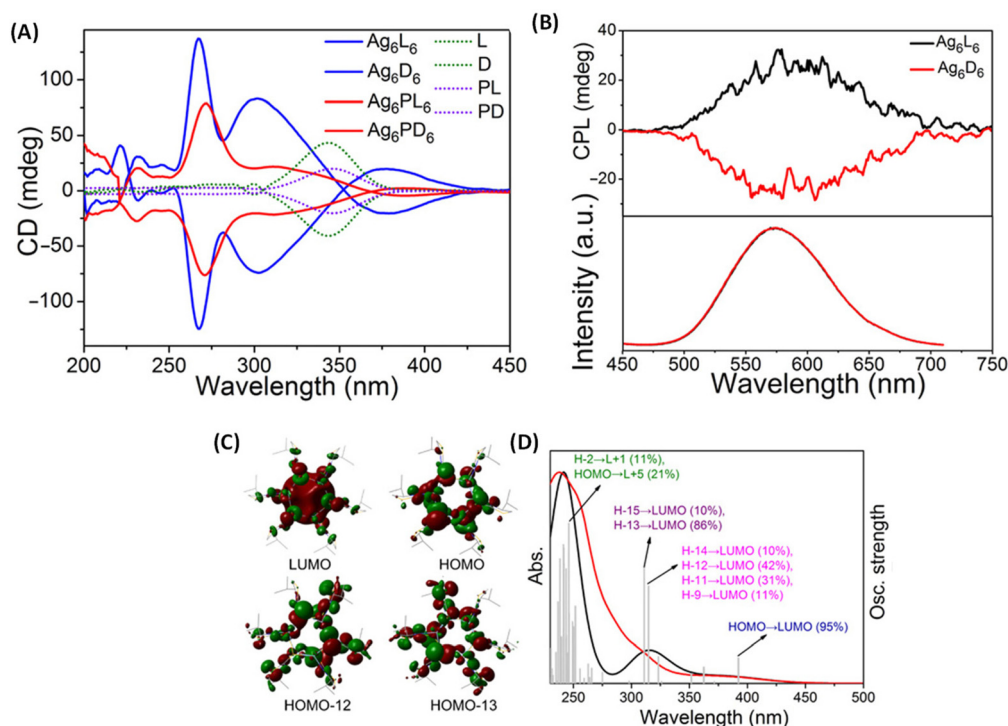 (A)
Ag₆L₆
Ag₆D₆
Ag₆PL₆
Ag₆PD₆
L
D
PL
PD
CD (mdeg)
100
50
0
−50
−100
200 250 300 350 400 450
Wavelength (nm)
(B)
Ag₆L₆
Ag₆D₆
CPL (mdeg)
40
20
0
−20
Intensity (a.u.)
450 500 550 600 650 700 750
Wavelength (nm)
(C)
LUMO
HOMO
HOMO-12
HOMO-13
(D)
H-2→L+1 (11%),
HOMO→L+5 (21%)
H-15→LUMO (10%),
H-13→LUMO (86%)
H-14→LUMO (10%),
H-12→LUMO (42%),
H-11→LUMO (31%),
H-9→LUMO (11%)
HOMO→LUMO (95%)
Abs.
Osc. strength
250 300 350 400 450 500
Wavelength (nm)